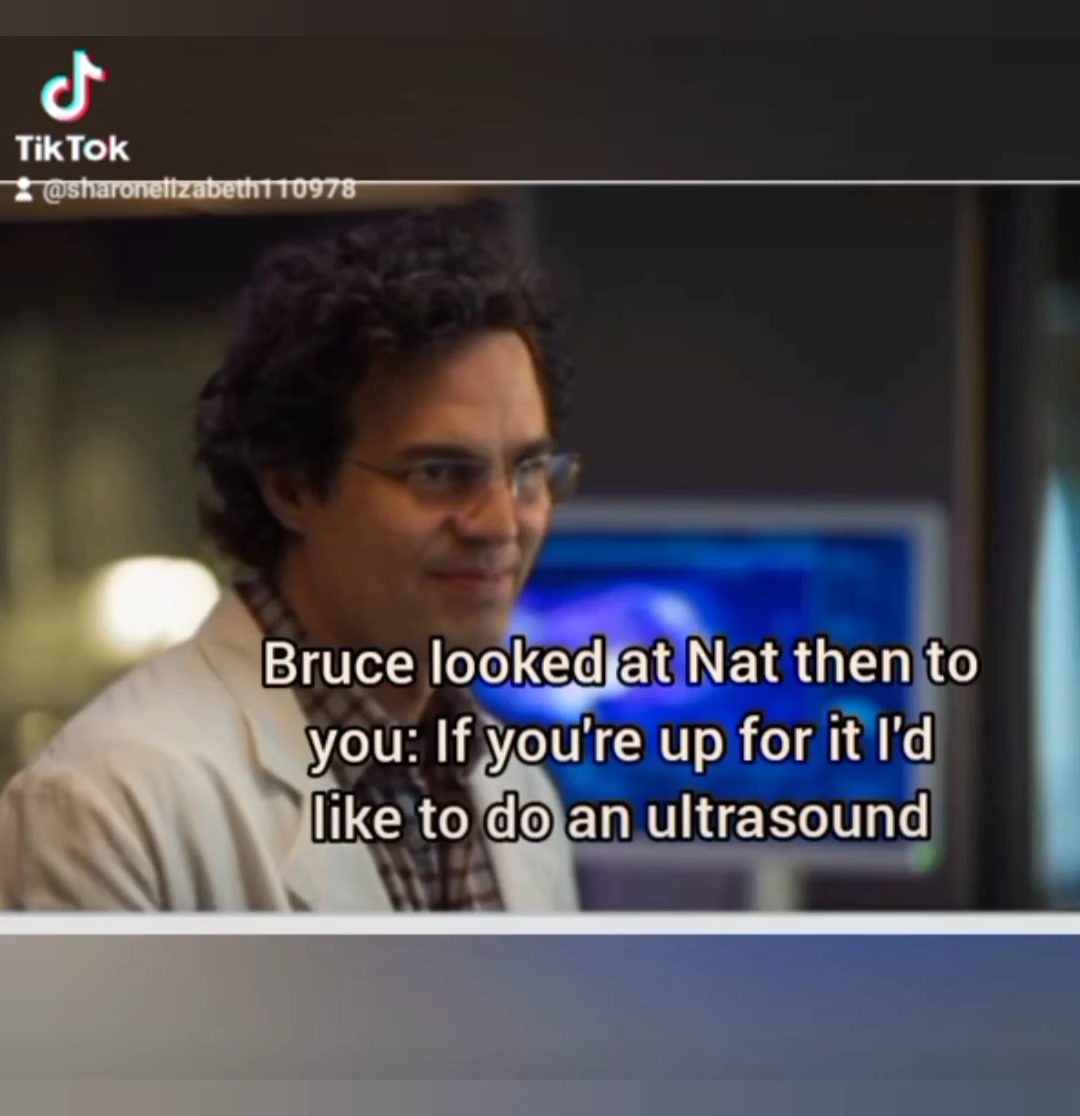 TikTok
@sharonelizabeth110978
Bruce looked at Nat then to
you: If you're up for it I'd
like to do an ultrasound